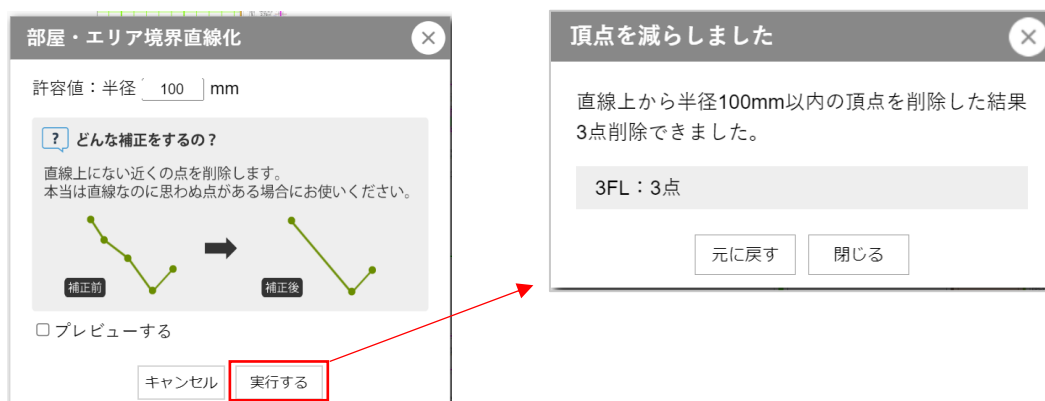 部屋・エリア境界直線化
許容値：半径 100 mm
? どんな補正をするの？
直線上にない近くの点を削除します。
本当は直線なのに思わぬ点がある場合にお使いください。
補正前
補正後
プレビューする
キャンセル
実行する
頂点を減らしました
直線上から半径100mm以内の頂点を削除した結果
3点削除できました。
3FL：3点
元に戻す
閉じる